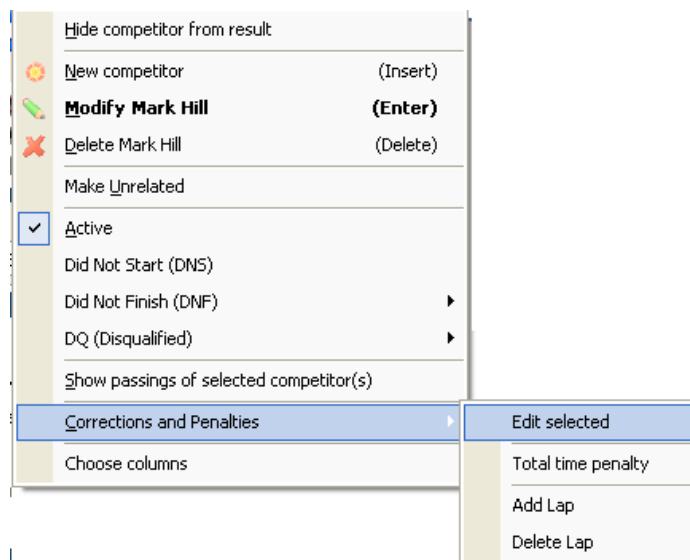 Hide competitor from result
New competitor (Insert)
Modify Mark Hill (Enter)
Delete Mark Hill (Delete)
Make Unrelated
Active
Did Not Start (DNS)
Did Not Finish (DNF)
DQ (Disqualified)
Show passings of selected competitor(s)
Corrections and Penalties
Choose columns
Edit selected
Total time penalty
Add Lap
Delete Lap